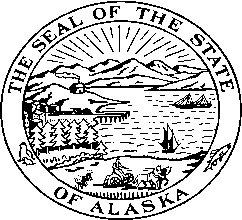 THE SEAL OF THE STATE
OF ALASKA